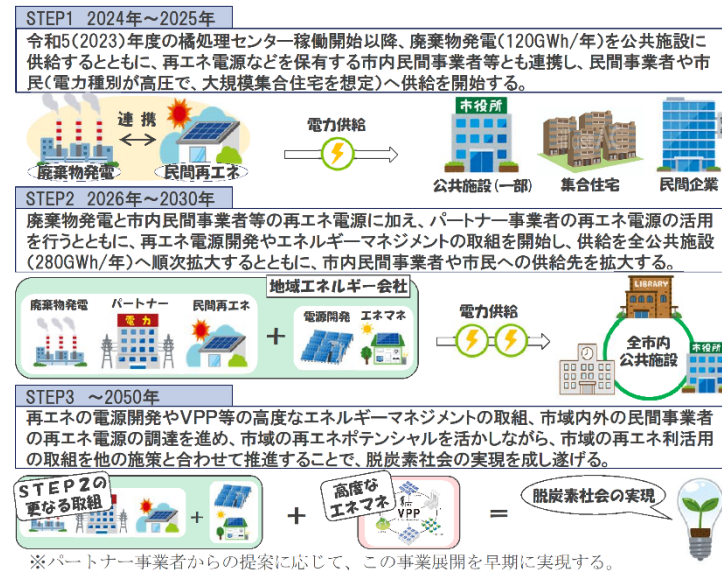 STEP1 2024年～2025年
令和5(2023)年度の橘処理センター稼働開始以降、廃棄物発電(120GWh/年)を公共施設に
供給するとともに、再エネ電源などを保有する市内民間事業者等とも連携し、民間事業者や市
民(電力種別が高圧で、大規模集合住宅を想定)へ供給を開始する。
連携
廃棄物発電
民間再エネ
電力供給
市役所
公共施設(一部)
集合住宅
民間企業
STEP2 2026年～2030年
廃棄物発電と市内民間事業者等の再エネ電源に加え、パートナー事業者の再エネ電源の活用
を行うとともに、再エネ電源開発やエネルギーマネジメントの取組を開始し、供給を全公共施設
(280GWh/年)へ順次拡大するとともに、市内民間事業者や市民への供給先を拡大する。
地域エネルギー会社
廃棄物発電
パートナー
電力
民間再エネ
+
電源開発
エネマネ
電力供給
LIBRARY
全市内
公共施設
市役所
STEP3 ～2050年
再エネの電源開発やVPP等の高度なエネルギーマネジメントの取組、市域内外の民間事業者
の再エネ電源の調達を進め、市域の再エネポテンシャルを活かしながら、市域の再エネ利活用
の取組を他の施策と合わせて推進することで、脱炭素社会の実現を成し遂げる。
STEP2の
更なる取組
+
+
高度な
エネマネ
VPP
=
脱炭素社会の実現
※パートナー事業者からの提案に応じて、この事業展開を早期に実現する。